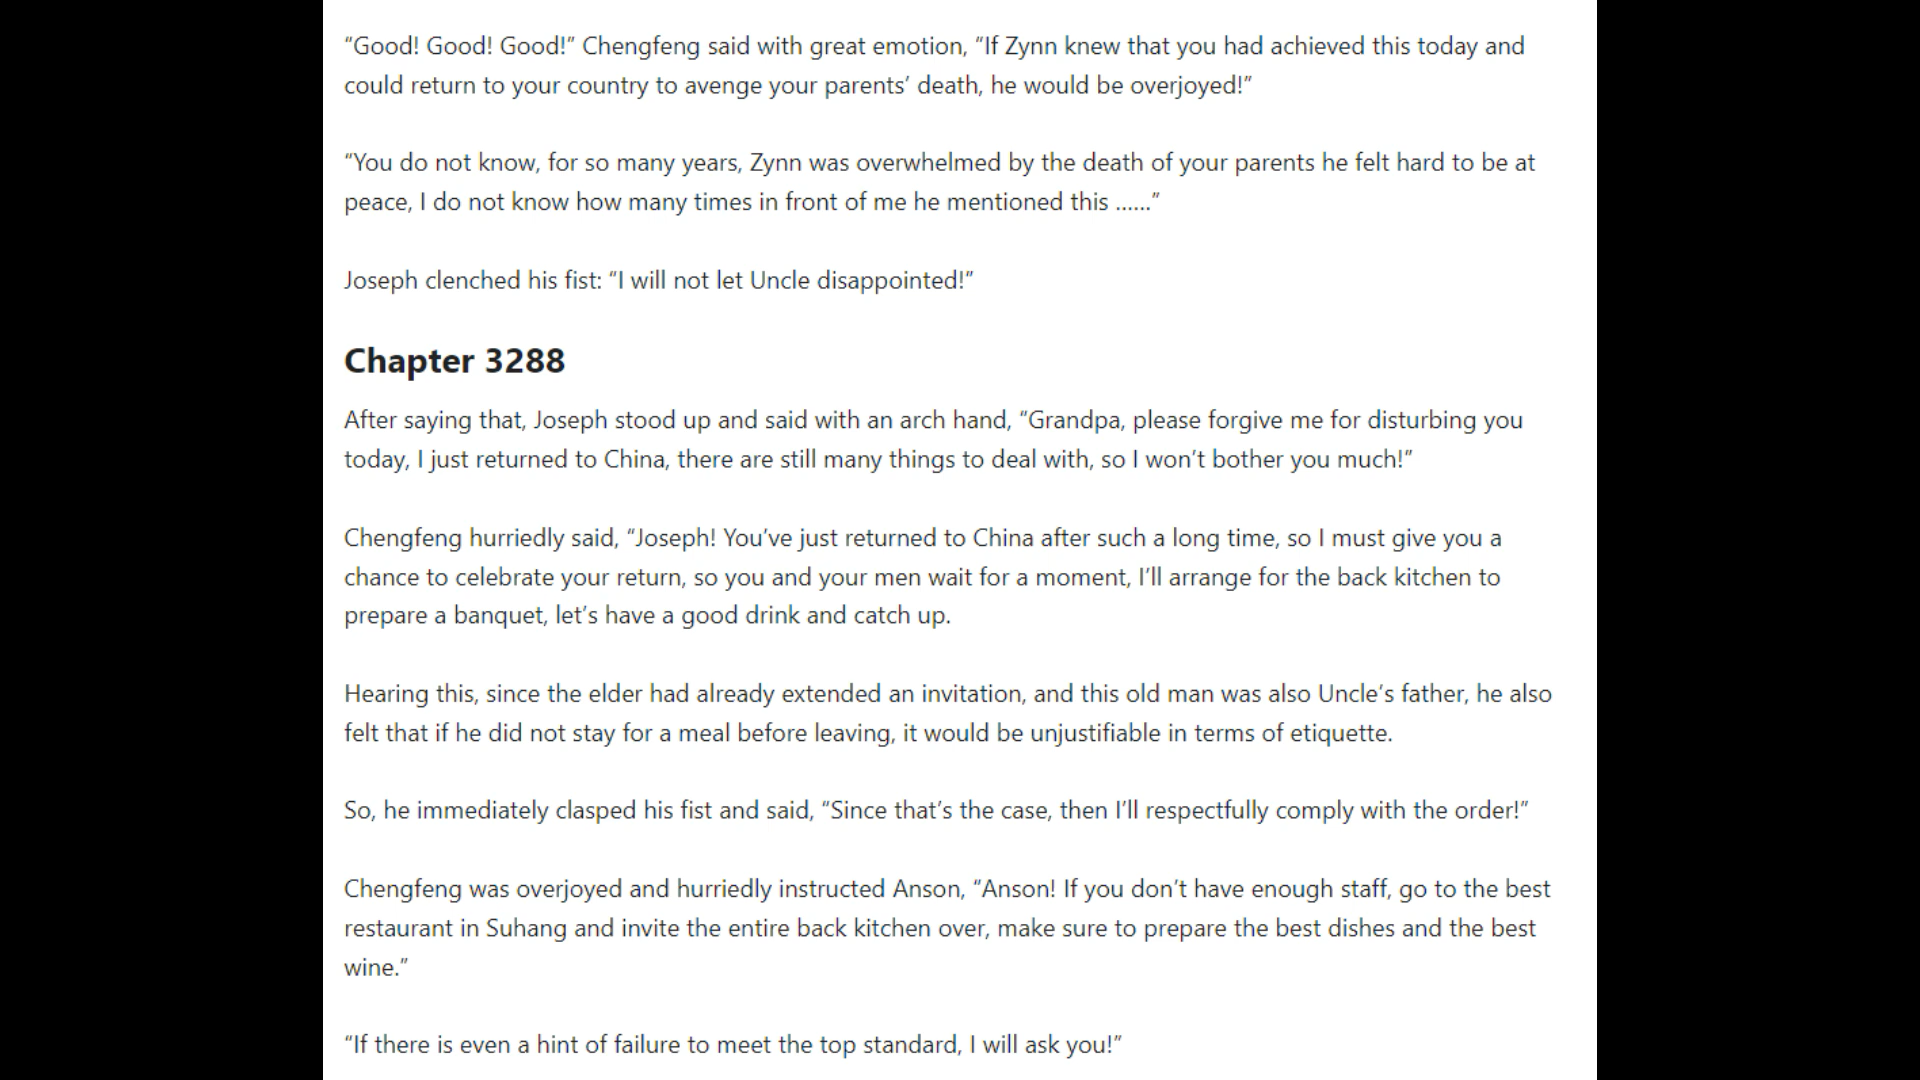 “Good! Good! Good!” Chengfeng said with great emotion, “If Zynn knew that you had achieved this today and
could return to your country to avenge your parents’ death, he would be overjoyed!”
“You do not know, for so many years, Zynn was overwhelmed by the death of your parents he felt hard to be at
peace, I do not know how many times in front of me he mentioned this ……”
Joseph clenched his fist: “I will not let Uncle disappointed!”
Chapter 3288
After saying that, Joseph stood up and said with an arch hand, “Grandpa, please forgive me for disturbing you
today, I just returned to China, there are still many things to deal with, so I won’t bother you much!”
Chengfeng hurriedly said, “Joseph! You’ve just returned to China after such a long time, so I must give you a
chance to celebrate your return, so you and your men wait for a moment, I’ll arrange for the back kitchen to
prepare a banquet, let’s have a good drink and catch up.
Hearing this, since the elder had already extended an invitation, and this old man was also Uncle’s father, he also
felt that if he did not stay for a meal before leaving, it would be unjustifiable in terms of etiquette.
So, he immediately clasped his fist and said, “Since that’s the case, then I’ll respectfully comply with the order!”
Chengfeng was overjoyed and hurriedly instructed Anson, “Anson! If you don’t have enough staff, go to the best
restaurant in Suhang and invite the entire back kitchen over, make sure to prepare the best dishes and the best
wine.”
“If there is even a hint of failure to meet the top standard, I will ask you!”